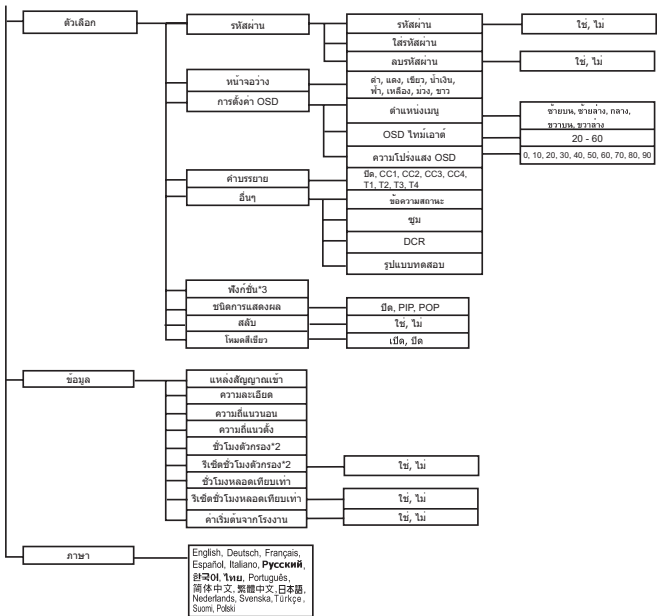 ตัวเลือก
รหัสผ่าน
รหัสผ่าน
ใช่, ไม่
ใส่รหัสผ่าน
ลบรหัสผ่าน
ใช่, ไม่
หน้าจอว่าง
ดำ, แดง, เขียว, น้ำเงิน,
ฟ้า, เหลือง, ม่วง, ขาว
การตั้งค่า OSD
ตำแหน่งเมนู
ซ้ายบน, ซ้ายล่าง, กลาง,
ขวาบน, ขวาล่าง
OSD ไทม์เอาต์
20 - 60
ความโปร่งแสง OSD
0, 10, 20, 30, 40, 50, 60, 70, 80, 90
คำบรรยาย
ปิด, CC1, CC2, CC3, CC4,
T1, T2, T3, T4
อื่นๆ
ข้อความสถานะ
ซูม
DCR
รูปแบบทดสอบ
ฟังก์ชั่น*3
ชนิดการแสดงผล
ปิด, PIP, POP
สลับ
ใช่, ไม่
โหมดสีเขียว
เปิด, ปิด
ข้อมูล
แหล่งสัญญาณเข้า
ความละเอียด
ความถี่แนวนอน
ความถี่แนวตั้ง
ชั่วโมงตัวกรอง*2
รีเซ็ตชั่วโมงตัวกรอง*2
ใช่, ไม่
ชั่วโมงหลอดเทียบเท่า
รีเซ็ตชั่วโมงหลอดเทียบเท่า
ใช่, ไม่
ค่าเริ่มต้นจากโรงงาน
ใช่, ไม่
ภาษา
English, Deutsch, Français,
Español, Italiano, Русский,
한국어, ไทย, Português,
简体中文, 繁體中文, 日本語,
Nederlands, Svenska, Türkçe,
Suomi, Polski